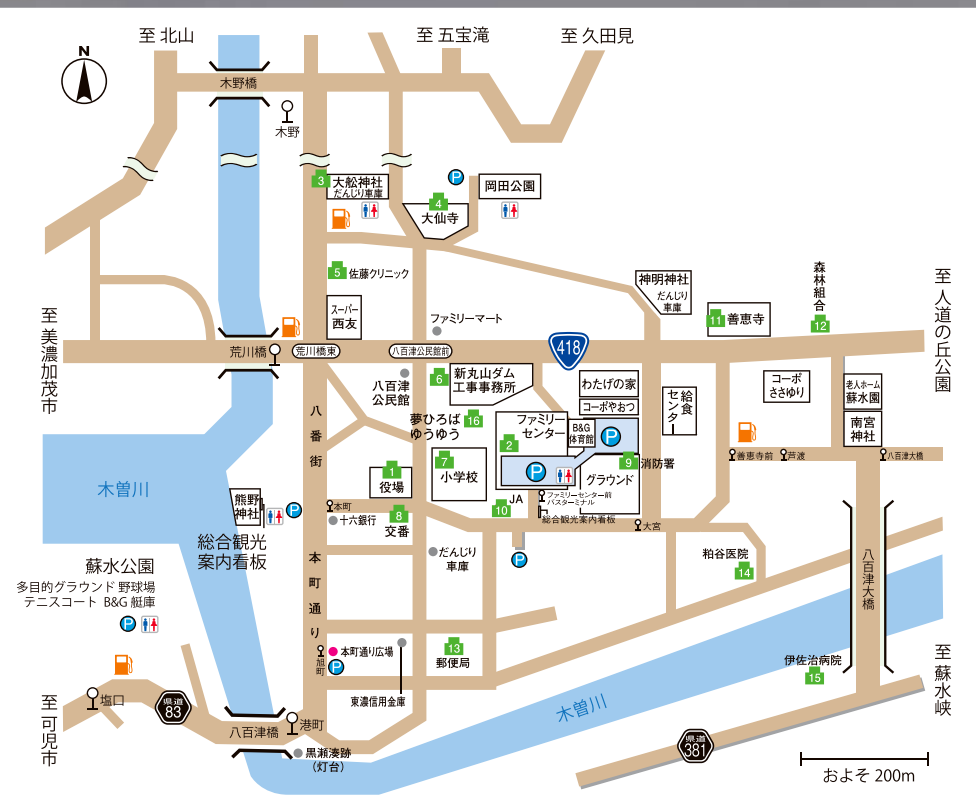 至 北山
至 五宝滝
至 久田見
N
木野橋
木野
3
大舩神社
だんじり車庫
P
岡田公園
4
大仙寺
5
佐藤クリニック
スーパー
西友
ファミリーマート
神明神社
だんじり
車庫
11
善恵寺
森林組合
12
至 人道の丘公園
至 美濃加茂市
荒川橋
荒川橋東
八百津公民館前
418
八百津
公民館
6
新丸山ダム
工事事務所
わたげの家
コーポやおつ
給食
センター
コーポ
ささゆり
老人ホーム
蘇水園
南宮
神社
八番街
夢ひろば
ゆうゆう
16
ファミリー
センター
2
B&G
体育館
P
P
9
消防署
グラウンド
善恵寺前
芦渡
八百津大橋
7
小学校
1
役場
木曽川
熊野
神社
P
本町
十六銀行
8
交番
JA
10
ファミリーセンター前
バスターミナル
総合観光案内看板
大宮
総合観光
案内看板
P
だんじり
車庫
粕谷医院
14
八百津大橋
蘇水公園
多目的グラウンド 野球場
テニスコート B&G 艇庫
P
本町通り
本町通り広場
旭町
P
13
郵便局
東濃信用金庫
伊佐治病院
15
至 蘇水峡
至 可児市
塩口
県道
83
八百津橋
港町
黒瀬湊跡
(灯台)
木曽川
県道
381
およそ 200m